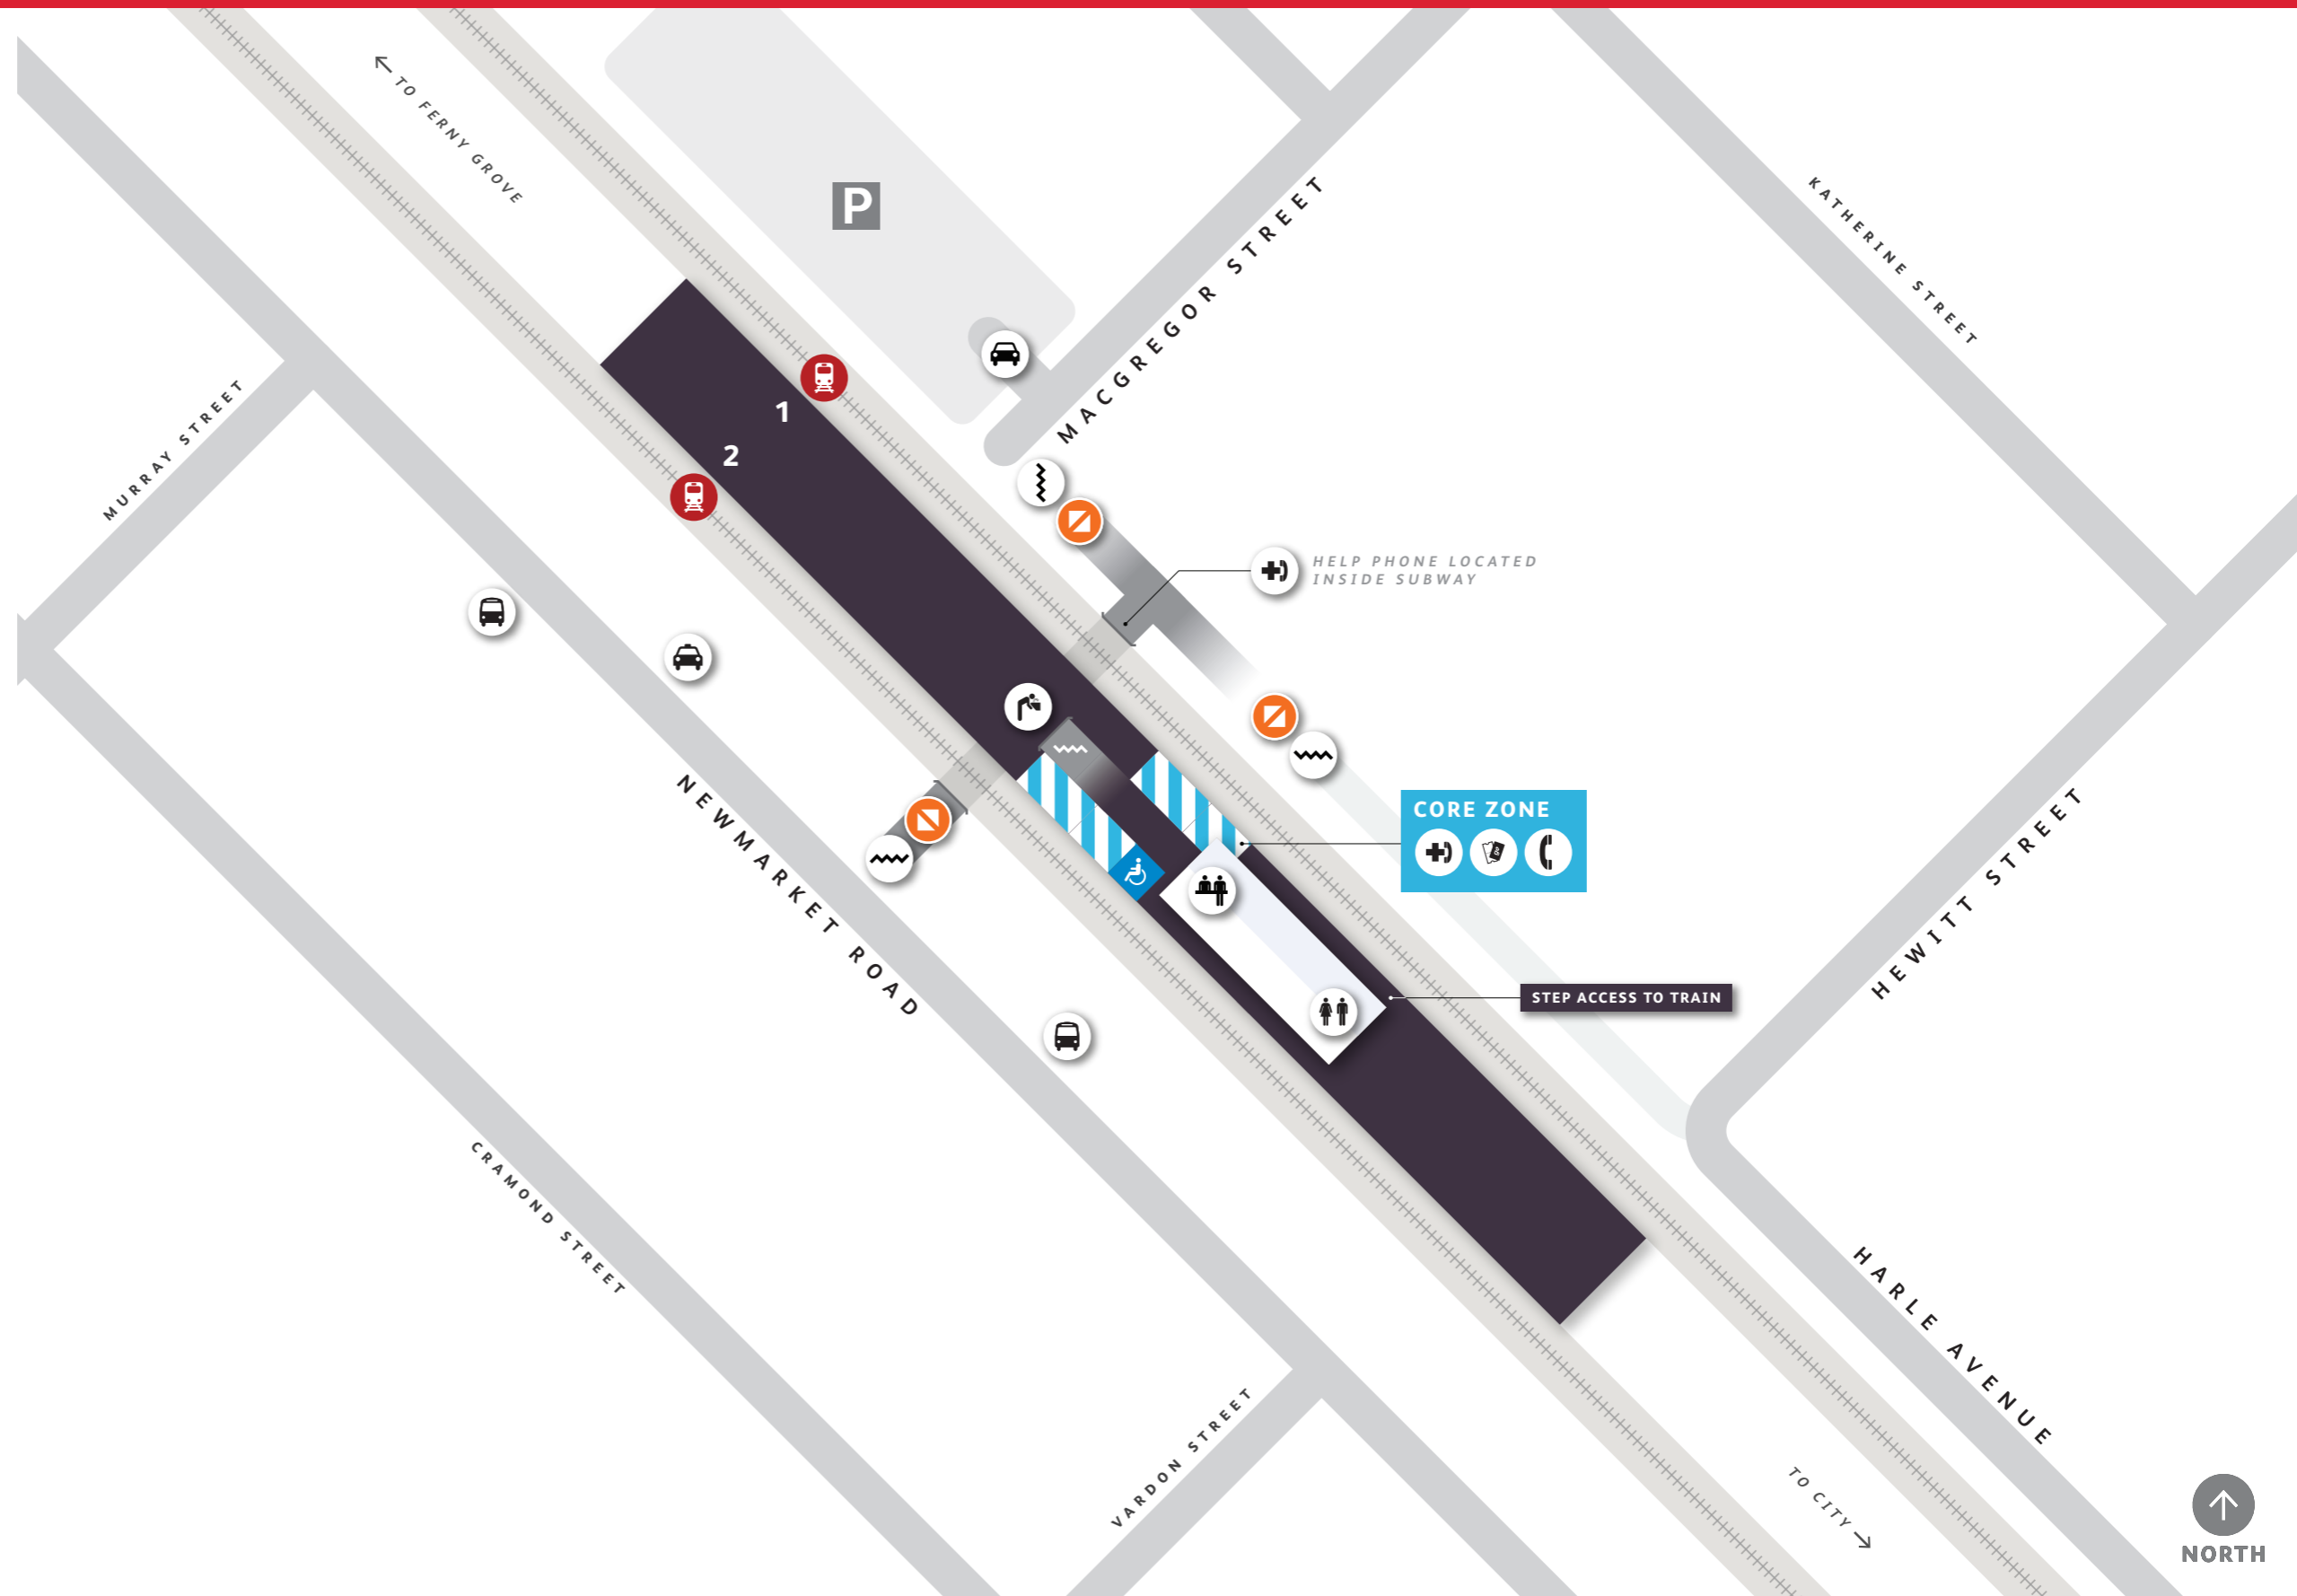 TO FERNY GROVE
P
KATHERINE STREET
MACGREGOR STREET
MURRAY STREET
1
2
HELP PHONE LOCATED
INSIDE SUBWAY
CORE ZONE
NEWMARKET ROAD
HEWITT STREET
STEP ACCESS TO TRAIN
CRAMOND STREET
HARLE AVENUE
VARDON STREET
TO CITY
NORTH